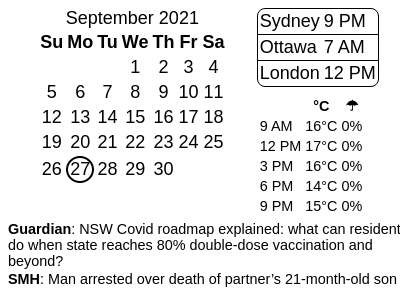 September 2021
Su Mo Tu We Th Fr Sa
1 2 3 4
5 6 7 8 9 10 11
12 13 14 15 16 17 18
19 20 21 22 23 24 25
26 27 28 29 30
Sydney 9 PM
Ottawa 7 AM
London 12 PM
°C ☂
9 AM 16°C 0%
12 PM 17°C 0%
3 PM 16°C 0%
6 PM 14°C 0%
9 PM 15°C 0%
Guardian: NSW Covid roadmap explained: what can resident
do when state reaches 80% double-dose vaccination and
beyond?
SMH: Man arrested over death of partner’s 21-month-old son